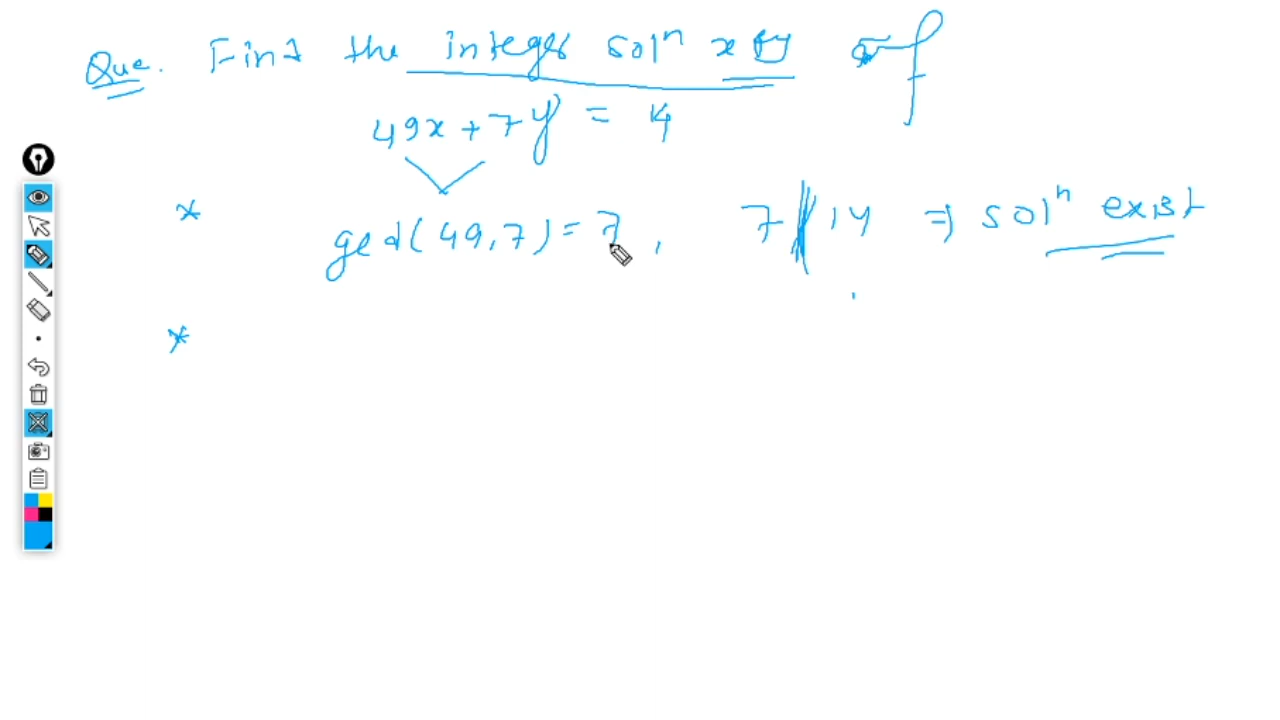 Que. Find the integer solⁿ x & y of
49x + 7y = 14
* gcd(49,7) = 7, 7 | 14 ⇒ solⁿ exist
*